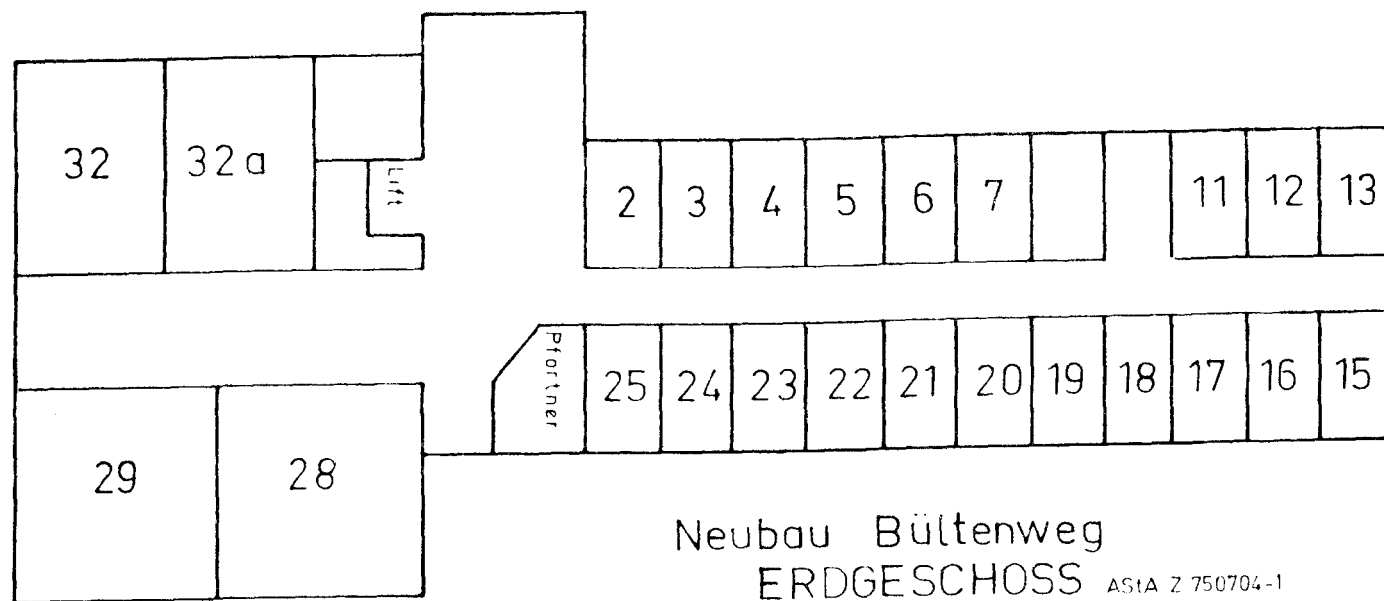 32 32a Lift
2 3 4 5 6 7 11 12 13
Pförtner
25 24 23 22 21 20 19 18 17 16 15
29 28
Neubau Bültenweg
ERDGESCHOSS AStA Z 750704-1